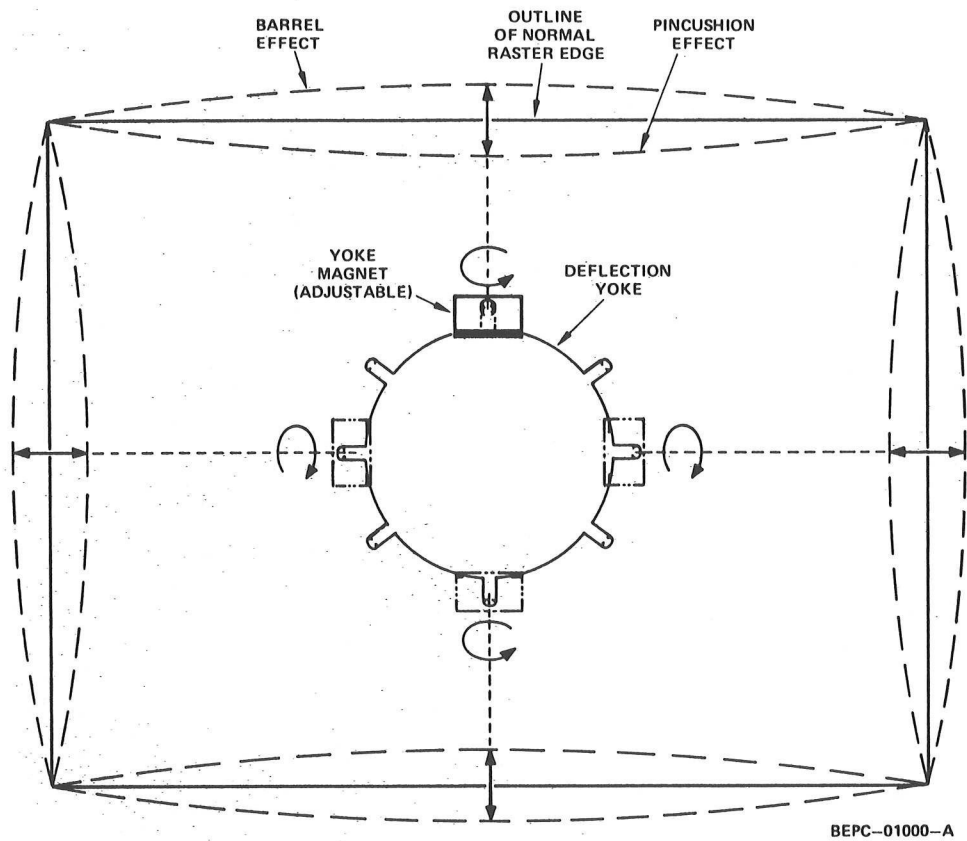 BARREL
EFFECT
OUTLINE
OF NORMAL
RASTER EDGE
PINCUSHION
EFFECT
YOKE
MAGNET
(ADJUSTABLE)
DEFLECTION
YOKE
BEPC-01000-A